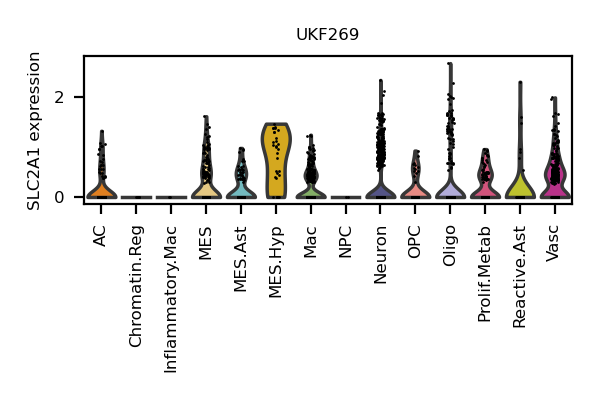 UKF269
SLC2A1 expression
2
0
AC
Chromatin.Reg
Inflammatory.Mac
MES
MES.Ast
MES.Hyp
Mac
NPC
Neuron
OPC
Oligo
Prolif.Metab
Reactive.Ast
Vasc